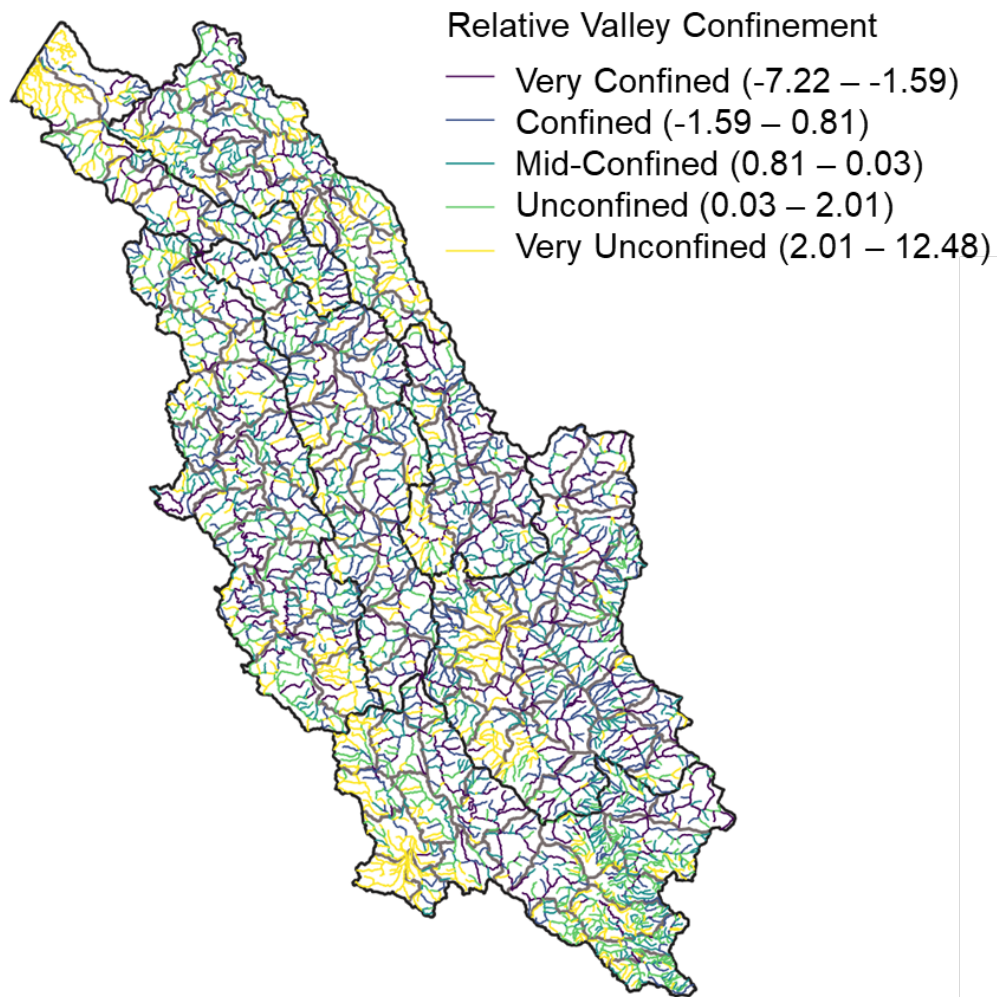 Relative Valley Confinement
Very Confined (-7.22 – -1.59)
Confined (-1.59 – 0.81)
Mid-Confined (0.81 – 0.03)
Unconfined (0.03 – 2.01)
Very Unconfined (2.01 – 12.48)